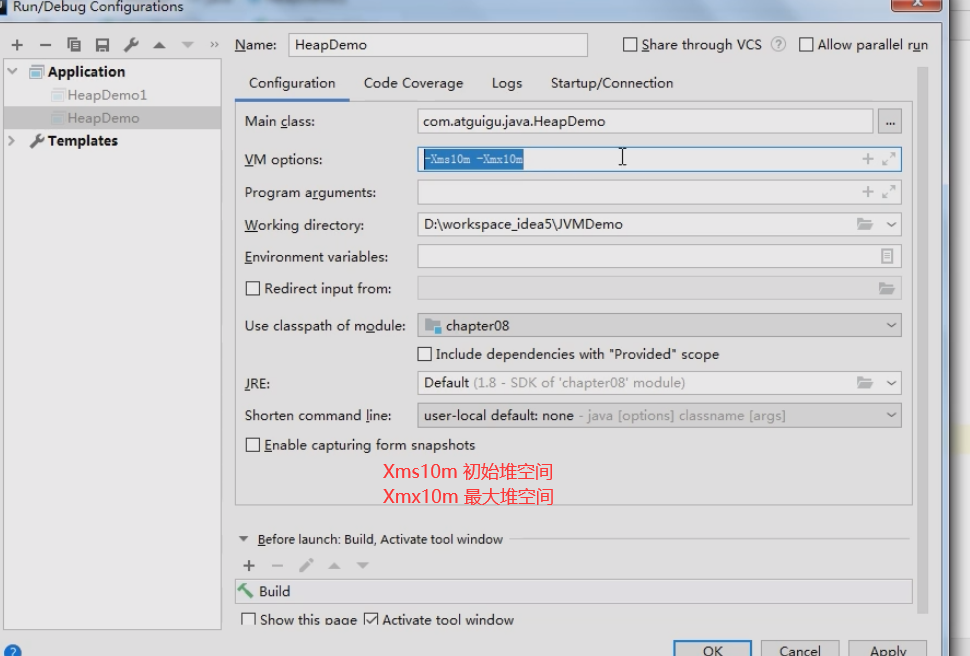 Run/Debug Configurations
Name: HeapDemo
Share through VCS ? Allow parallel run
Application
HeapDemo1
HeapDemo
Templates
Configuration Code Coverage Logs Startup/Connection
Main class: com.atguigu.java.HeapDemo ...
VM options: -Xms10m -Xmx10m
Program arguments:
Working directory: D:\workspace_idea5\JVMDemo
Environment variables:
Redirect input from:
Use classpath of module: chapter08
Include dependencies with "Provided" scope
JRE: Default (1.8 - SDK of 'chapter08' module)
Shorten command line: user-local default: none - java [options] classname [args]
Enable capturing form snapshots
Xms10m 初始堆空间
Xmx10m 最大堆空间
Before launch: Build, Activate tool window
Build
Show this page Activate tool window
? OK Cancel Apply